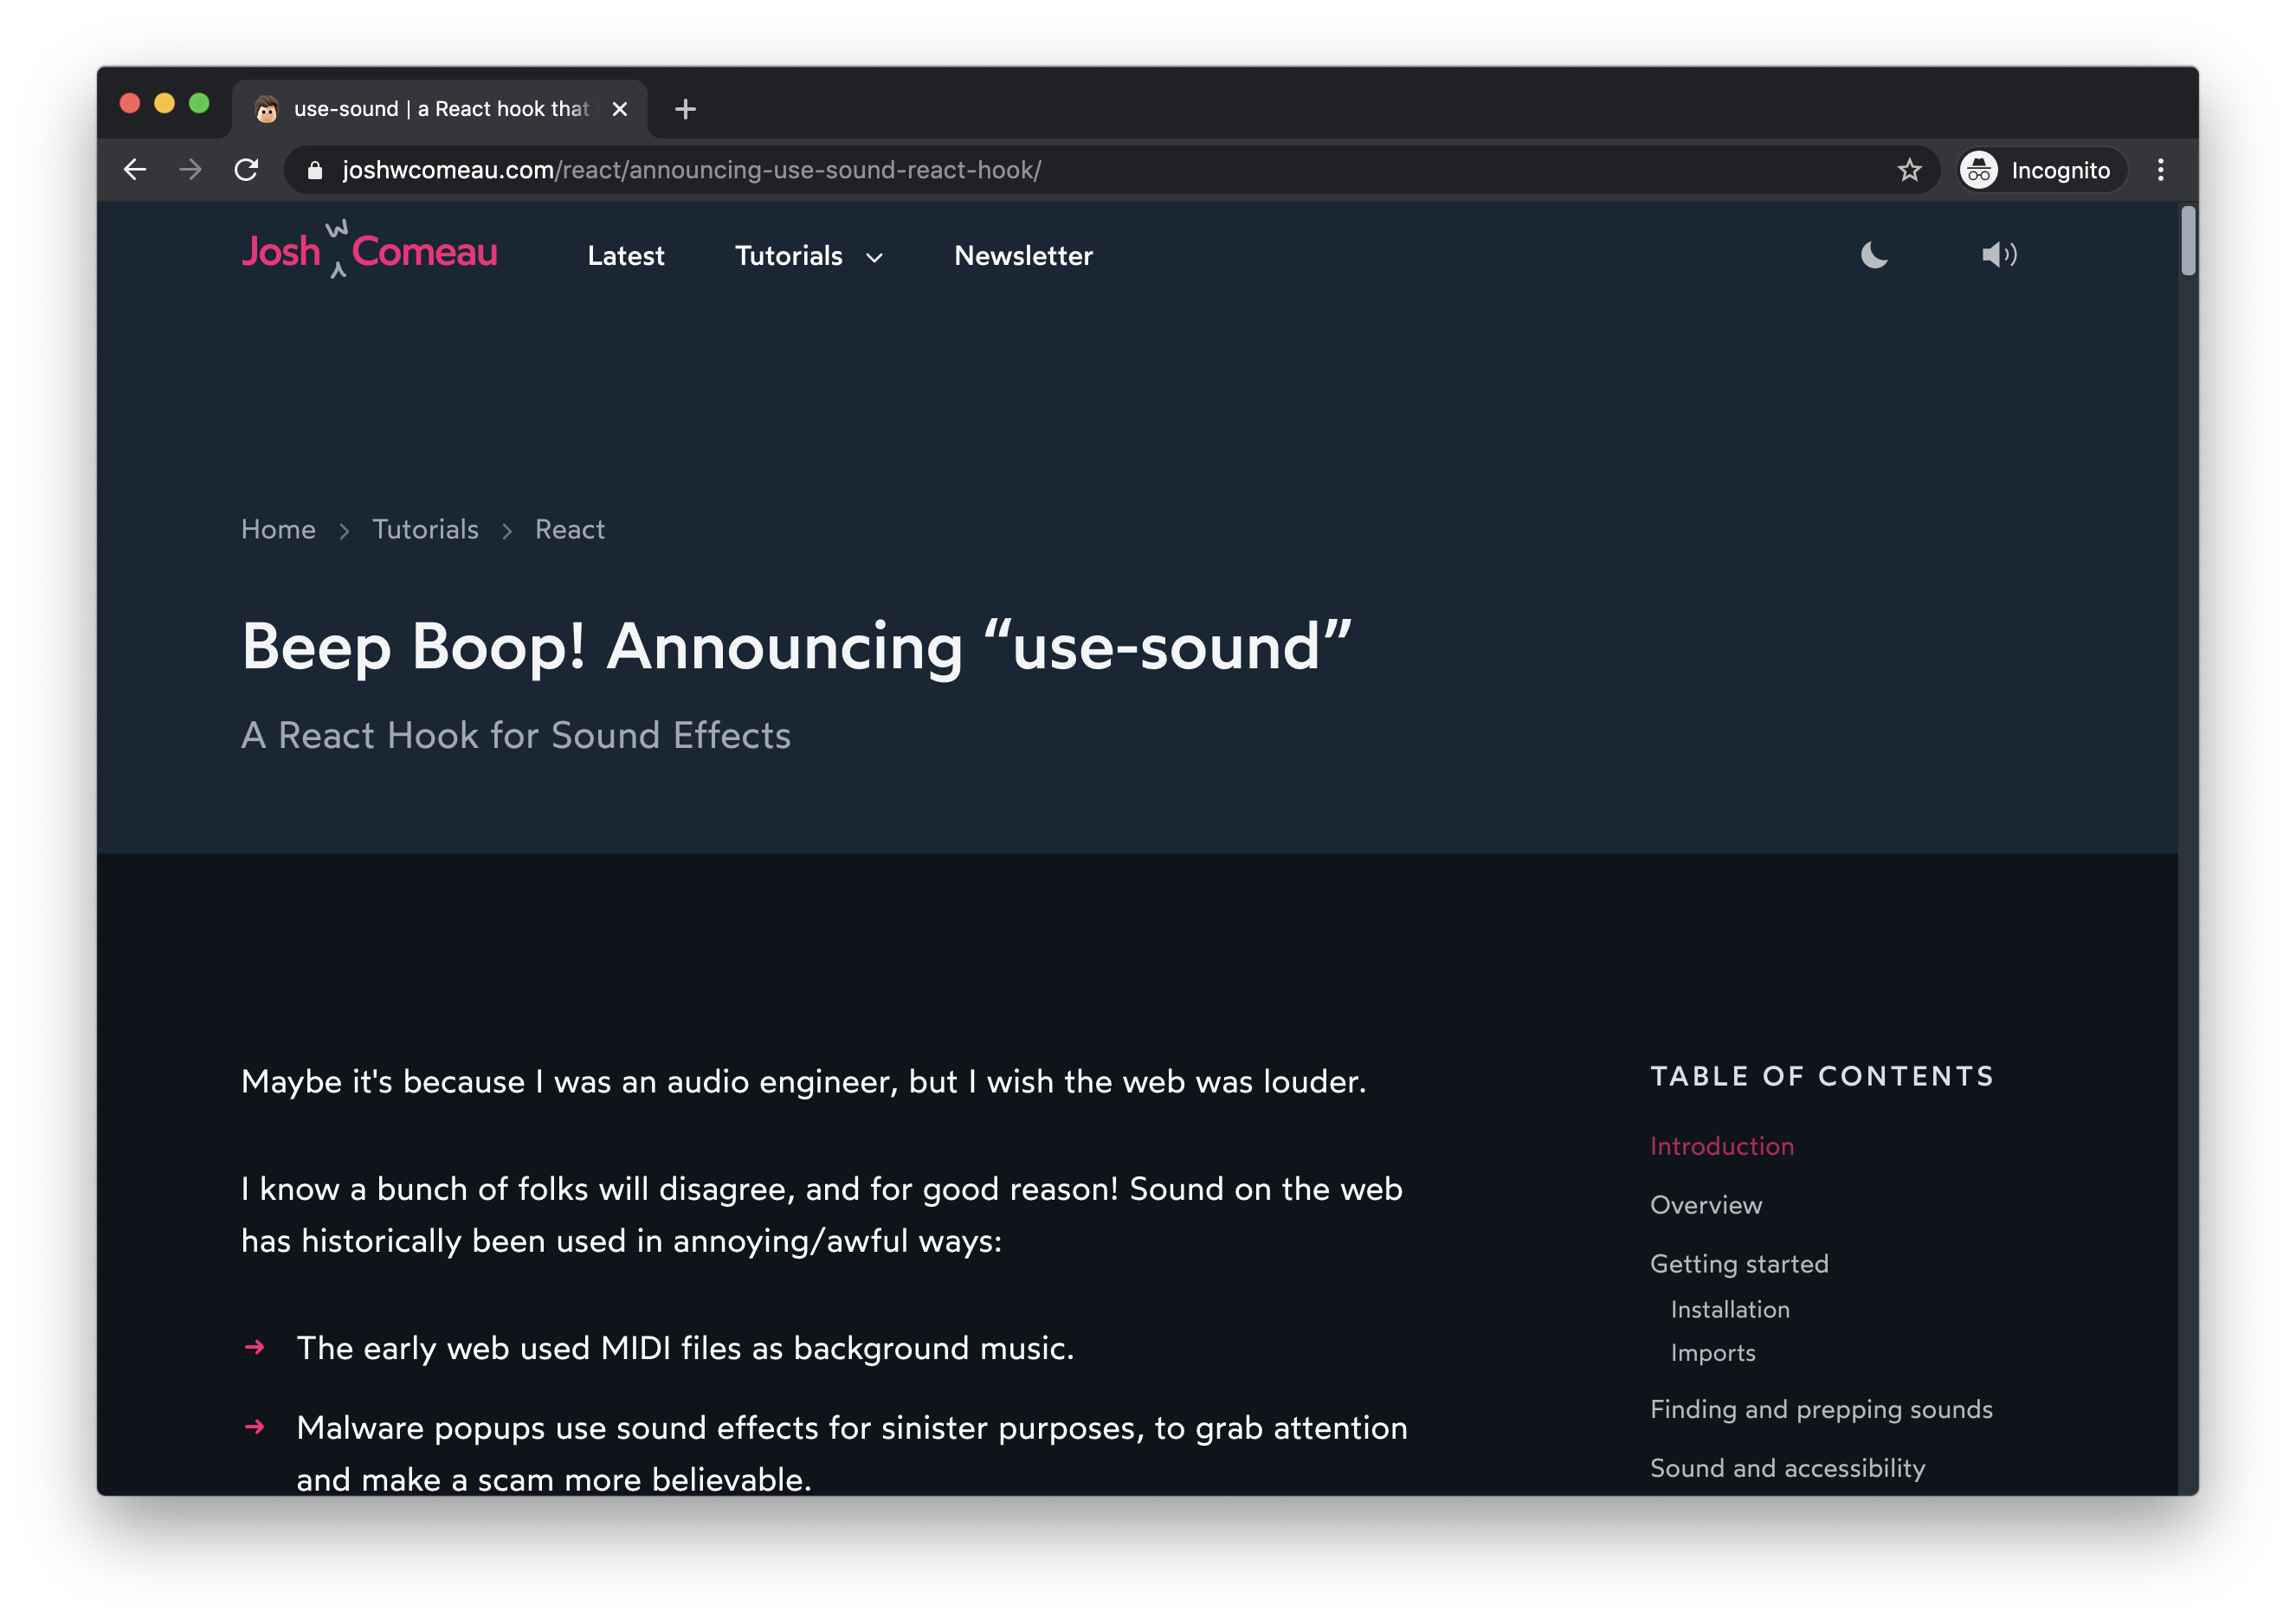 use-sound | a React hook that
joshwcomeau.com/react/announcing-use-sound-react-hook/
Incognito
Josh W Comeau
Latest
Tutorials
Newsletter
Home > Tutorials > React
Beep Boop! Announcing “use-sound”
A React Hook for Sound Effects
Maybe it's because I was an audio engineer, but I wish the web was louder.
I know a bunch of folks will disagree, and for good reason! Sound on the web
has historically been used in annoying/awful ways:
→ The early web used MIDI files as background music.
→ Malware popups use sound effects for sinister purposes, to grab attention
and make a scam more believable.
TABLE OF CONTENTS
Introduction
Overview
Getting started
Installation
Imports
Finding and prepping sounds
Sound and accessibility